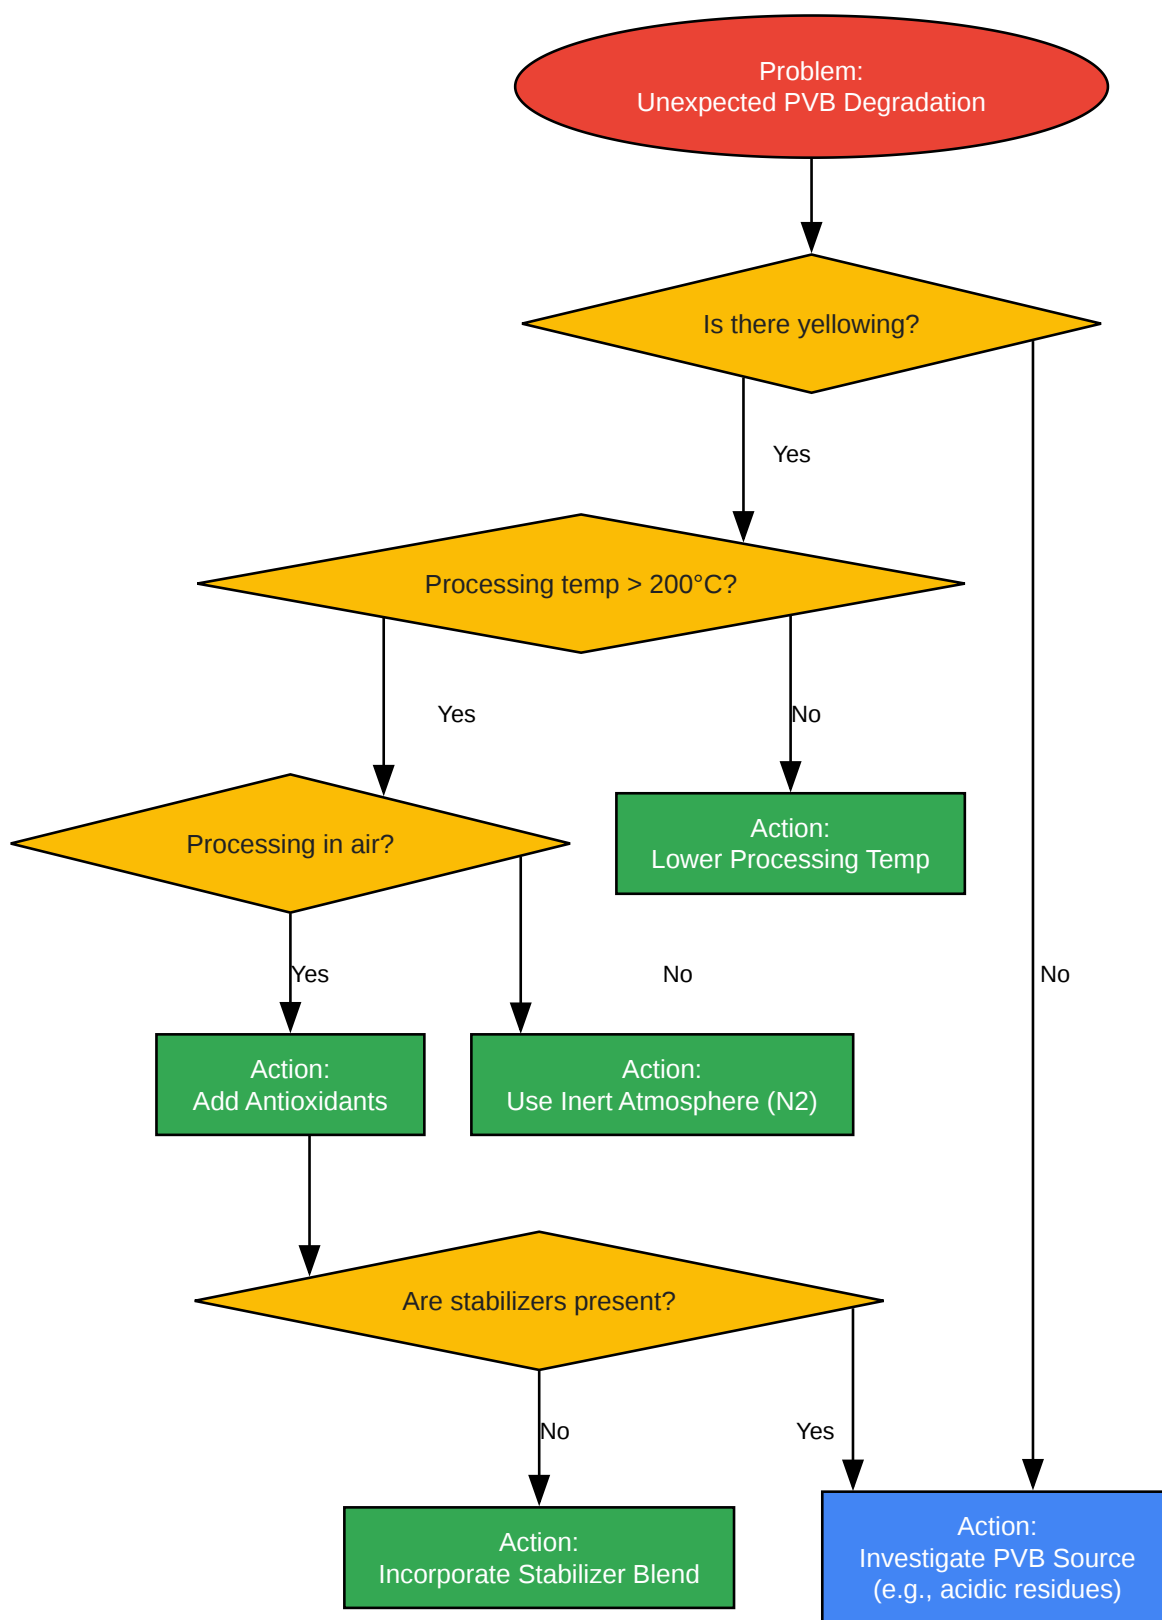 Problem:
Unexpected PVB Degradation
Is there yellowing?
Yes
Processing temp > 200°C?
Yes
No
Processing in air?
Action:
Lower Processing Temp
Yes
No
No
Action:
Add Antioxidants
Action:
Use Inert Atmosphere (N2)
Are stabilizers present?
No
Yes
Action:
Incorporate Stabilizer Blend
Action:
Investigate PVB Source
(e.g., acidic residues)